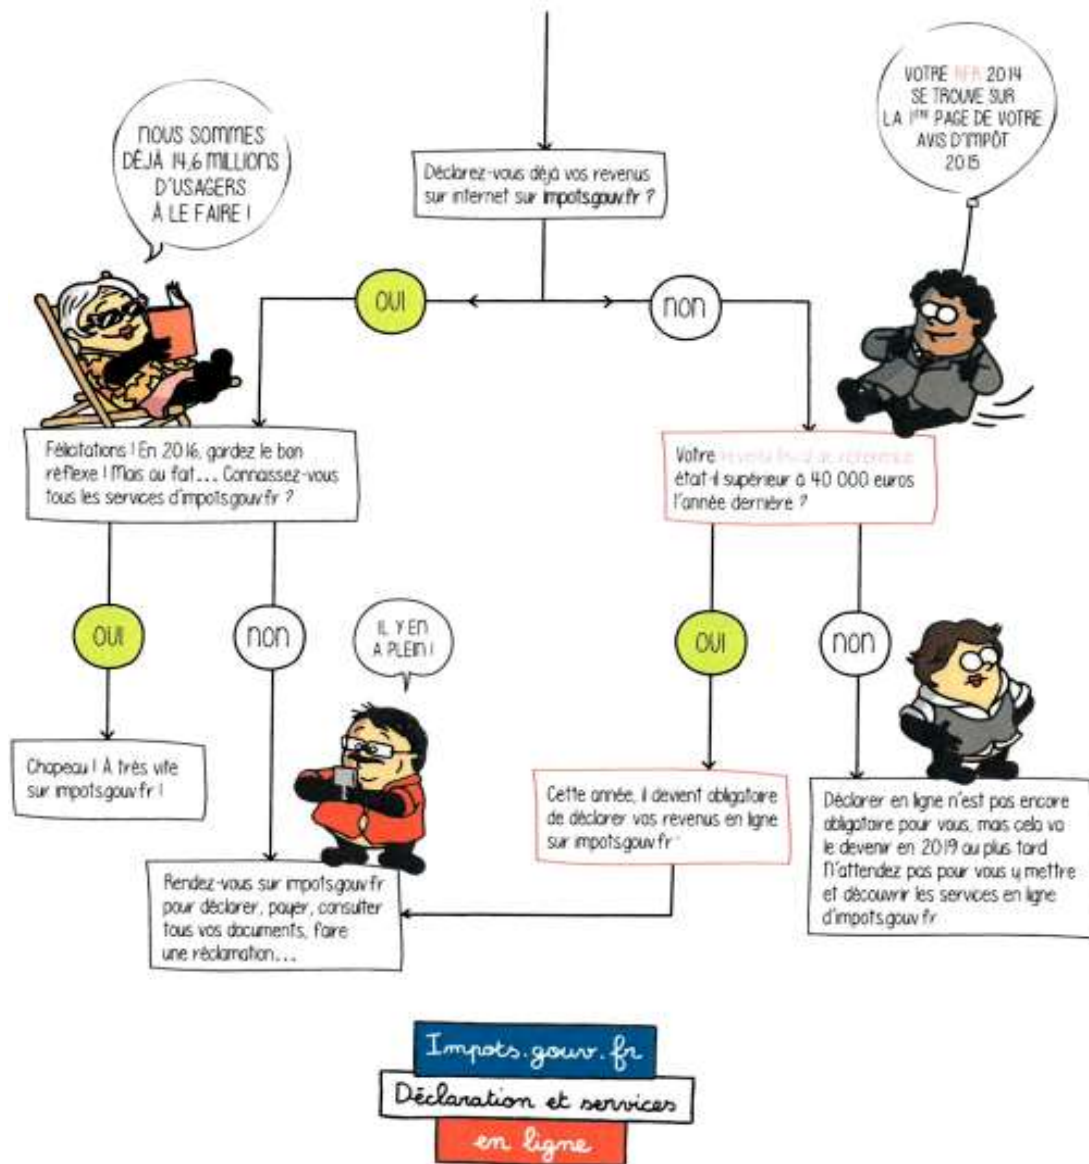 NOUS SOMMES
DÉJÀ 14,6 MILLIONS
D'USAGERS
À LE FAIRE !
VOTRE RFR 2014
SE TROUVE SUR
LA 1ÈRE PAGE DE VOTRE
AVIS D'IMPÔT
2015
Déclarez-vous déjà vos revenus
sur internet sur impots.gouv.fr ?
OUI
NON
Félicitations ! En 2016, gardez le bon
réflexe ! Mais au fait... Connaissez-vous
tous les services d'impots.gouv.fr ?
Votre revenu fiscal de référence
était-il supérieur à 40 000 euros
l'année dernière ?
OUI
NON
IL Y EN
A PLEIN !
OUI
NON
Chapeau ! À très vite
sur impots.gouv.fr !
Cette année, il devient obligatoire
de déclarer vos revenus en ligne
sur impots.gouv.fr
Déclarer en ligne n'est pas encore
obligatoire pour vous, mais cela va
le devenir en 2019 au plus tard
N'attendez pas pour vous y mettre
et découvrir les services en ligne
d'impots.gouv.fr
Rendez-vous sur impots.gouv.fr
pour déclarer, payer, consulter
tous vos documents, faire
une réclamation...
Impots.gouv.fr
Déclaration et services
en ligne